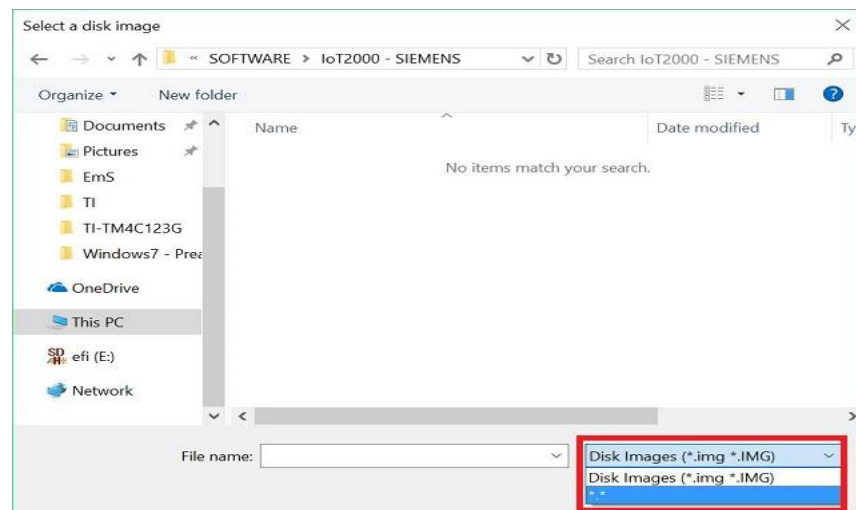 Select a disk image
« SOFTWARE > IoT2000 - SIEMENS
Search IoT2000 - SIEMENS
Organize
New folder
Name
Date modified
Ty
Documents
Pictures
EmS
TI
TI-TM4C123G
Windows7 - Prea
OneDrive
This PC
efi (E:)
Network
No items match your search.
File name:
Disk Images (*.img *.IMG)
Disk Images (*.img *.IMG)
*.*